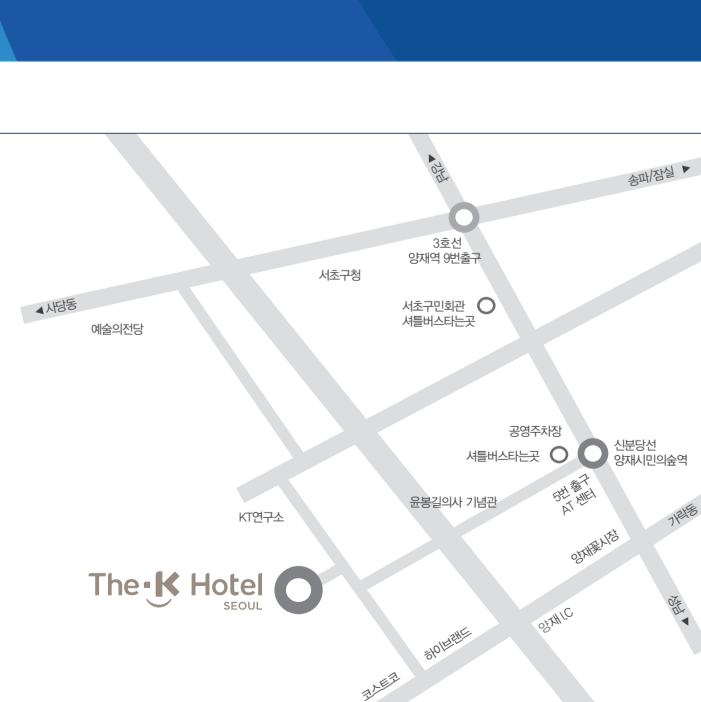 강남
송파/잠실
3호선
양재역 9번출구
서초구청
사당동
서초구민회관
셔틀버스타는곳
예술의전당
공영주차장
셔틀버스타는곳
신분당선
양재시민의숲역
5번 출구
AT 센터
윤봉길의사 기념관
KT연구소
가락동
양재꽃시장
The K Hotel
SEOUL
성남
양재 I.C
하이브랜드
코스트코